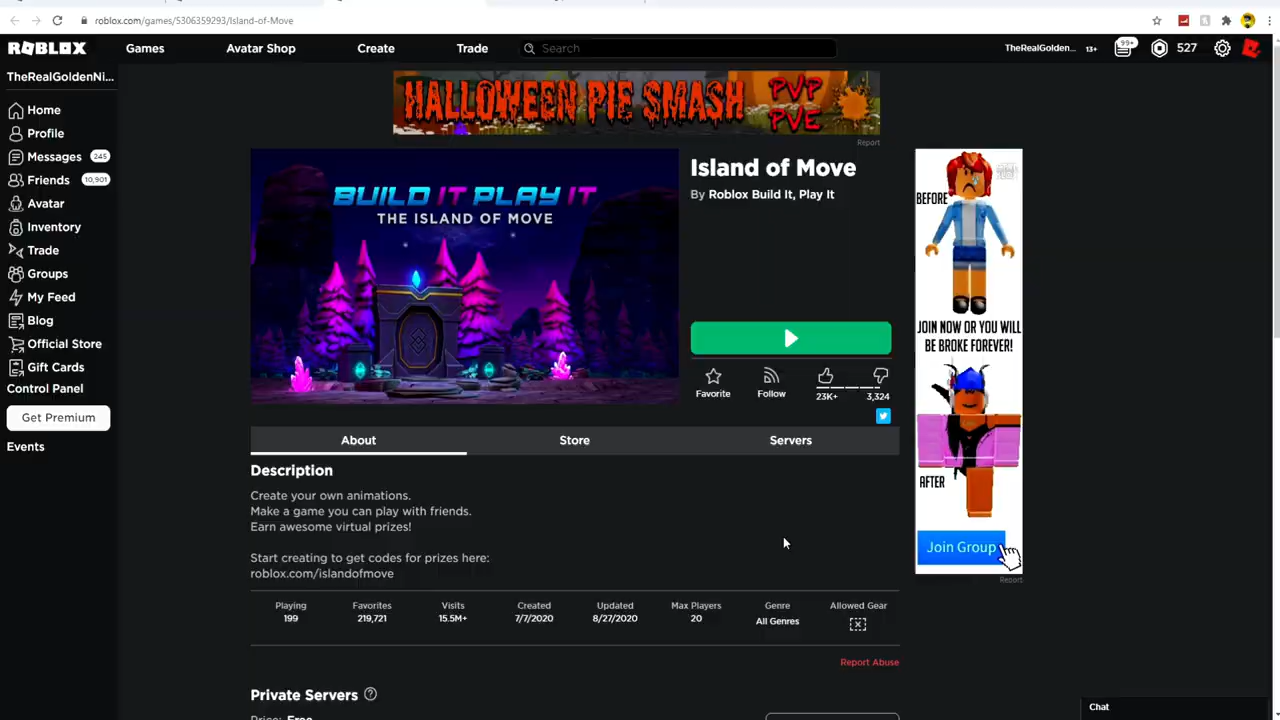 roblox.com/games/5306359293/Island-of-Move
ROBLOX
Games
Avatar Shop
Create
Trade
Search
TheRealGolden...
13+
99+
527
TheRealGoldenNi...
Home
Profile
Messages 245
Friends 10,901
Avatar
Inventory
Trade
Groups
My Feed
Blog
Official Store
Gift Cards
Control Panel
Get Premium
Events
HALLOWEEN PIE SMASH
PVP
PVE
Report
BUILD IT PLAY IT
THE ISLAND OF MOVE
Island of Move
By Roblox Build It, Play It
Favorite
Follow
23K+
3,324
About
Store
Servers
Description
Create your own animations.
Make a game you can play with friends.
Earn awesome virtual prizes!
Start creating to get codes for prizes here:
roblox.com/islandofmove
Playing
199
Favorites
219,721
Visits
15.5M+
Created
7/7/2020
Updated
8/27/2020
Max Players
20
Genre
All Genres
Allowed Gear
Report Abuse
Private Servers
Price: Free
BEFORE
JOIN NOW OR YOU WILL
BE BROKE FOREVER!
AFTER
Join Group
Report
Chat